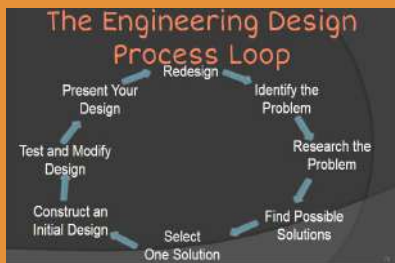 The Engineering Design
Process Loop
Redesign
Identify the
Problem
Research the
Problem
Find Possible
Solutions
Select
One Solution
Construct an
Initial Design
Test and Modify
Design
Present Your
Design